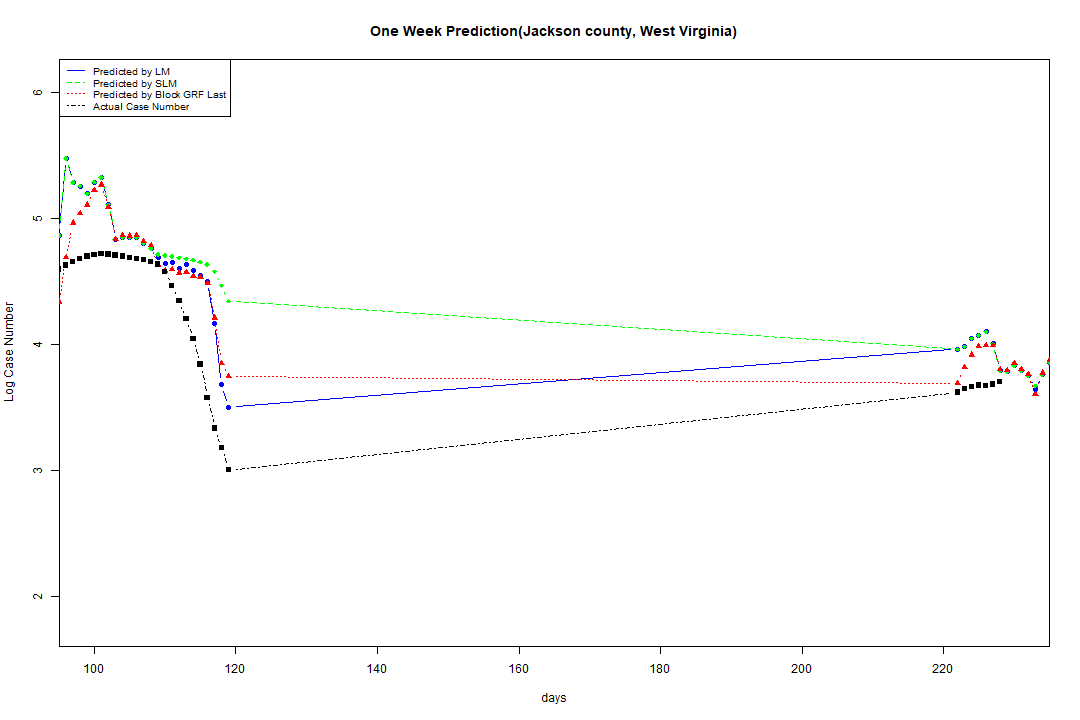 One Week Prediction(Jackson county, West Virginia)
Predicted by LM
Predicted by SLM
Predicted by Block GRF Last
Actual Case Number
6
5
4
3
2
Log Case Number
100 120 140 160 180 200 220
days